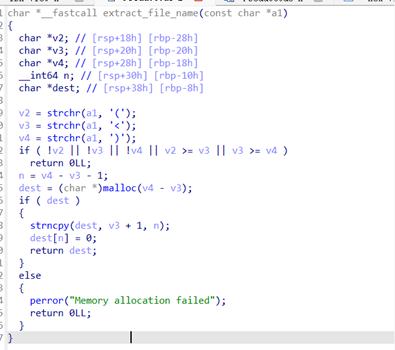 char *__fastcall extract_file_name(const char *a1)
{
char *v2; // [rsp+18h] [rbp-28h]
char *v3; // [rsp+20h] [rbp-20h]
char *v4; // [rsp+28h] [rbp-18h]
__int64 n; // [rsp+30h] [rbp-10h]
char *dest; // [rsp+38h] [rbp-8h]
v2 = strchr(a1, '(');
v3 = strchr(a1, '<');
v4 = strchr(a1, ')');
if ( !v2 || !v3 || !v4 || v2 >= v3 || v3 >= v4 )
return 0LL;
n = v4 - v3 - 1;
dest = (char *)malloc(v4 - v3);
if ( dest )
{
strncpy(dest, v3 + 1, n);
dest[n] = 0;
return dest;
}
else
{
perror("Memory allocation failed");
return 0LL;
}
}